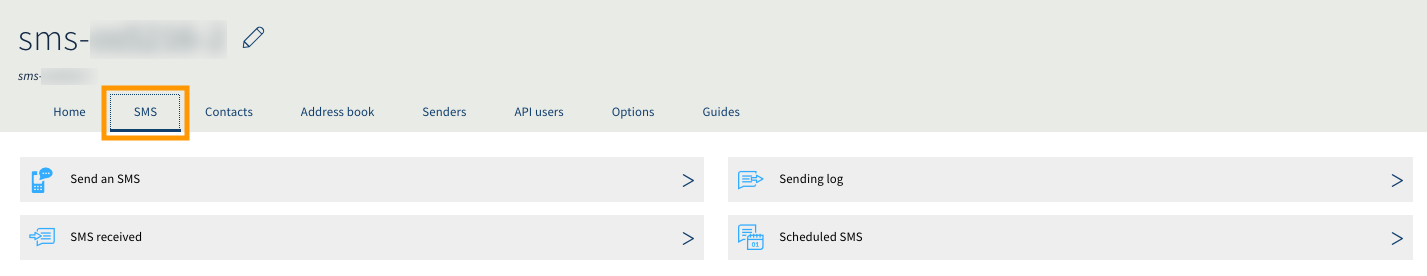 sms-
sms-
Home SMS Contacts Address book Senders API users Options Guides
Send an SMS
Sending log
SMS received
Scheduled SMS
01